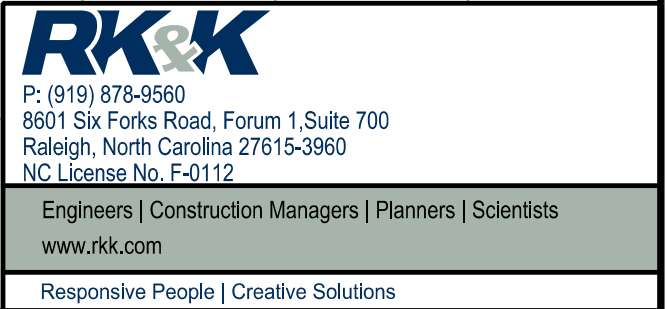 RK&K
P: (919) 878-9560
8601 Six Forks Road, Forum 1,Suite 700
Raleigh, North Carolina 27615-3960
NC License No. F-0112
Engineers | Construction Managers | Planners | Scientists
www.rkk.com
Responsive People | Creative Solutions